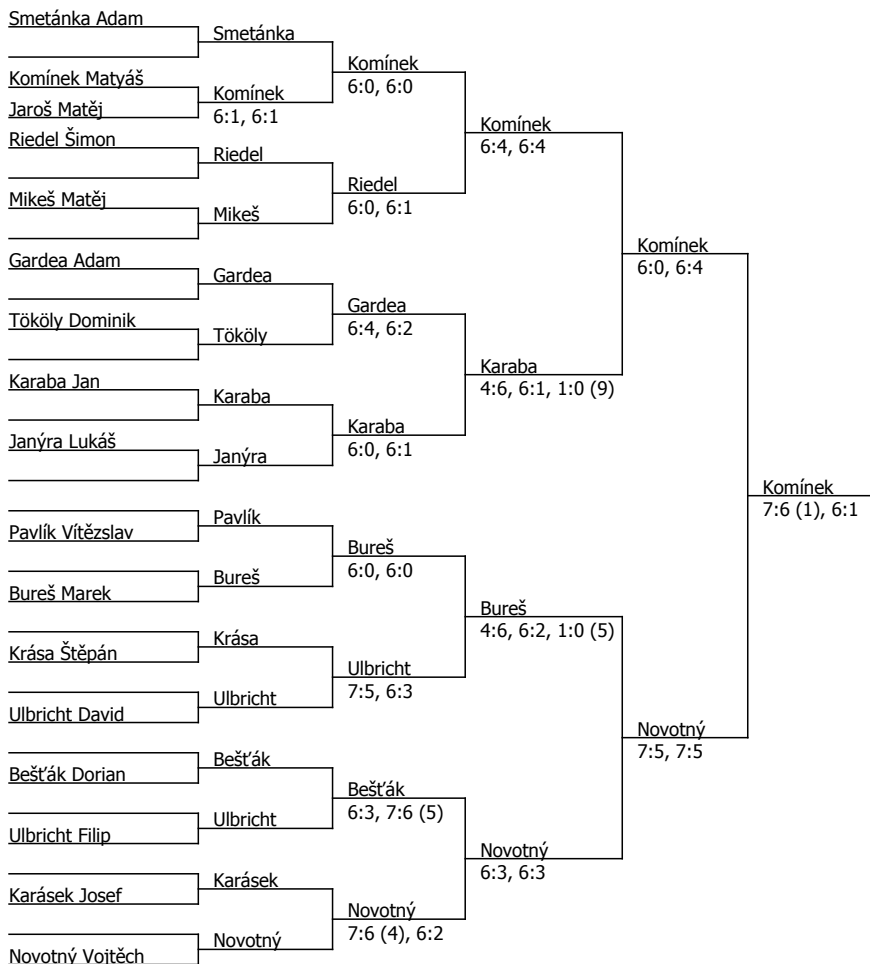 Smetánka Adam
Smetánka
Komínek Matyáš
Komínek
6:0, 6:0
Jaroš Matěj
Komínek
6:1, 6:1
Komínek
6:4, 6:4
Riedel Šimon
Riedel
Riedel
6:0, 6:1
Mikeš Matěj
Mikeš
Komínek
6:0, 6:4
Gardea Adam
Gardea
Gardea
6:4, 6:2
Tököly Dominik
Tököly
Karaba
4:6, 6:1, 1:0 (9)
Karaba Jan
Karaba
Karaba
6:0, 6:1
Janýra Lukáš
Janýra
Komínek
7:6 (1), 6:1
Pavlík
Pavlík Vítězslav
Bureš
6:0, 6:0
Bureš
Bureš Marek
Bureš
4:6, 6:2, 1:0 (5)
Krása
Krása Štěpán
Ulbricht
7:5, 6:3
Ulbricht
Ulbricht David
Novotný
7:5, 7:5
Bešťák
Bešťák Dorian
Bešťák
6:3, 7:6 (5)
Ulbricht
Ulbricht Filip
Novotný
6:3, 6:3
Karásek
Karásek Josef
Novotný
7:6 (4), 6:2
Novotný
Novotný Vojtěch